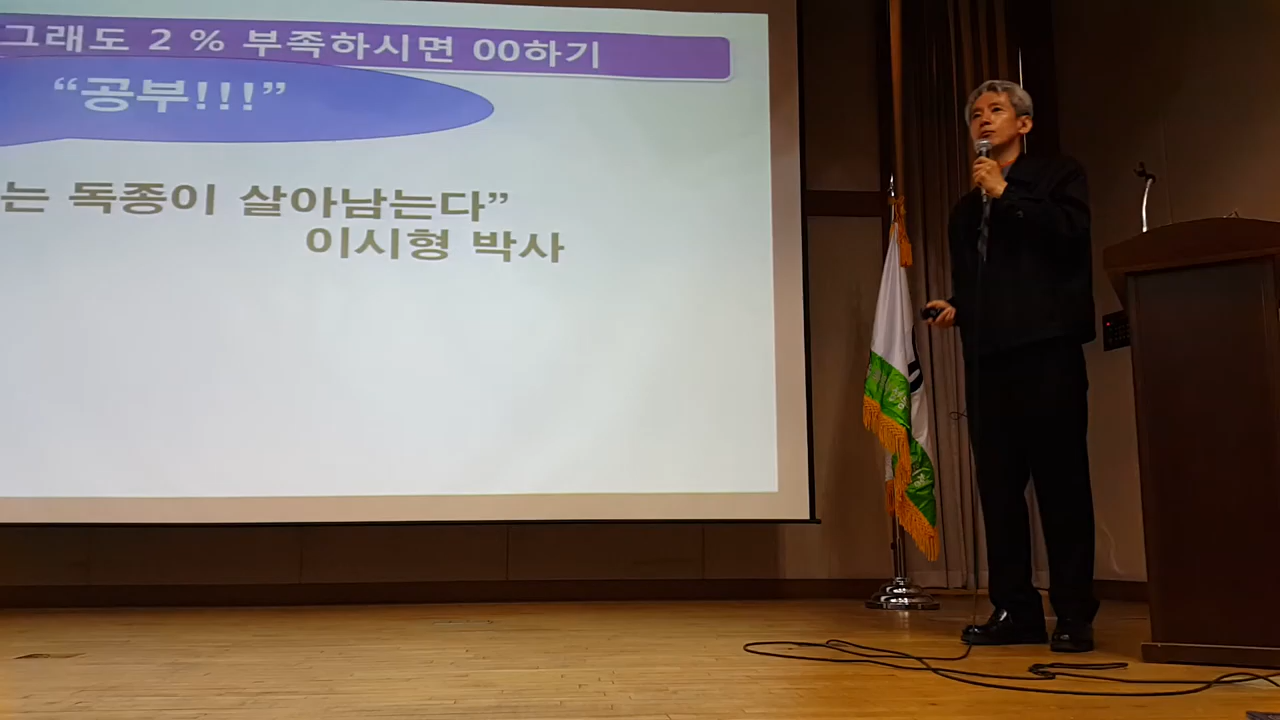 그래도 2 % 부족하시면 00하기
“공부!!!”
는 독종이 살아남는다”
이시형 박사